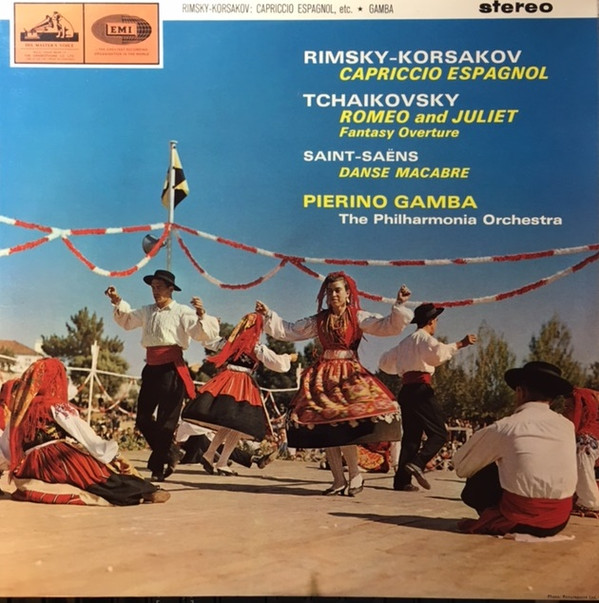 RIMSKY-KORSAKOV: CAPRICCIO ESPAGNOL, etc. ★ GAMBA
stereo
HIS MASTER'S VOICE
EMI
RIMSKY-KORSAKOV
CAPRICCIO ESPAGNOL
TCHAIKOVSKY
ROMEO and JULIET
Fantasy Overture
SAINT-SAËNS
DANSE MACABRE
PIERINO GAMBA
The Philharmonia Orchestra